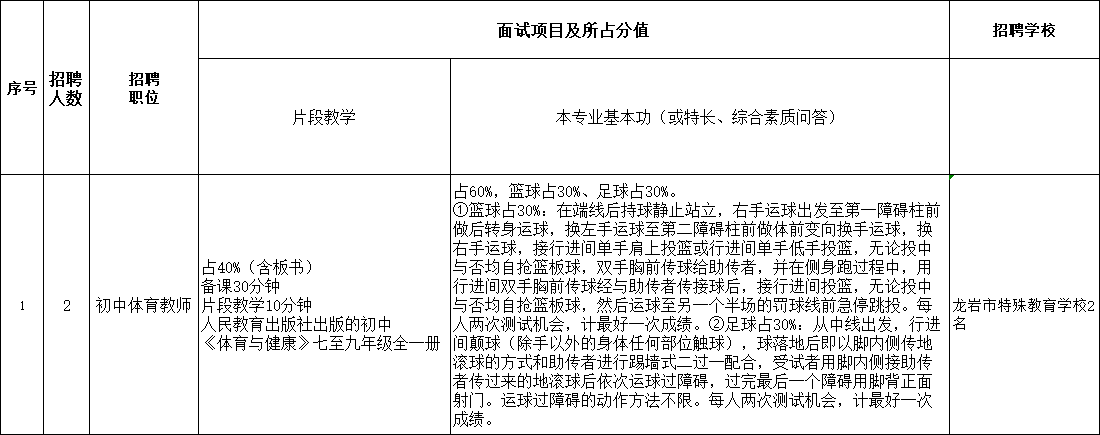 面试项目及所占分值
招聘学校
序号
招聘
人数
招聘
职位
片段教学
本专业基本功（或特长、综合素质问答）
1
2
初中体育教师
占40%（含板书）
备课30分钟
片段教学10分钟
人民教育出版社出版的初中
《体育与健康》七至九年级全一册
占60%，篮球占30%、足球占30%。
①篮球占30%：在端线后持球静止站立，右手运球出发至第一障碍柱前
做后转身运球，换左手运球至第二障碍柱前做体前变向换手运球，换
右手运球，接行进间单手肩上投篮或行进间单手低手投篮，无论投中
与否均自抢篮板球，双手胸前传球给助传者，并在侧身跑过程中，用
行进间双手胸前传球经与助传者传接球后，接行进间投篮，无论投中
与否均自抢篮板球，然后运球至另一个半场的罚球线前急停跳投。每
人两次测试机会，计最好一次成绩。②足球占30%：从中线出发，行进
间颠球（除手以外的身体任何部位触球），球落地后即以脚内侧传地
滚球的方式和助传者进行踢墙式二过一配合，受试者用脚内侧接助传
者传过来的地滚球后依次运球过障碍，过完最后一个障碍用脚背正面
射门。运球过障碍的动作方法不限。每人两次测试机会，计最好一次
成绩。
龙岩市特殊教育学校2
名